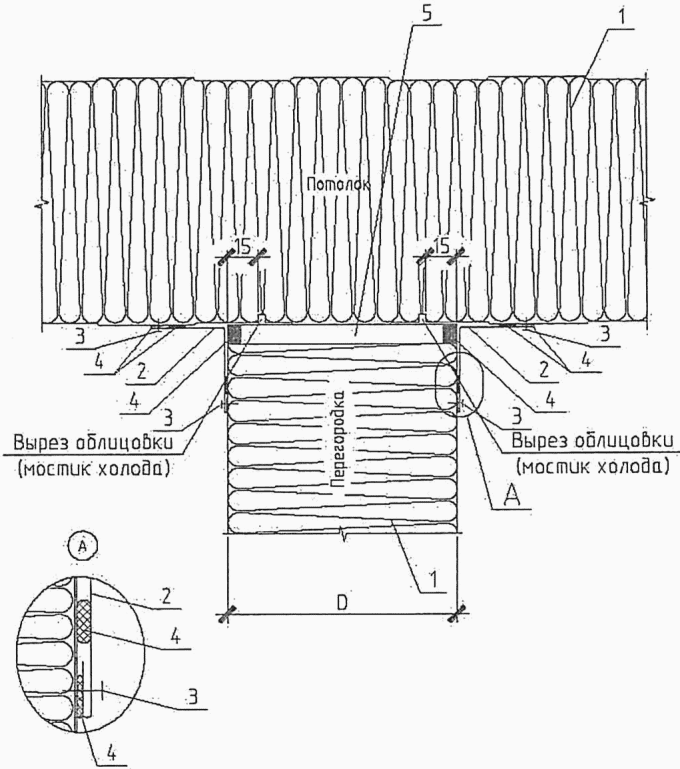 5
1
Потолок
15
15
3
4
2
4
3
3
4
2
4
3
Вырез облицовки
(мостик холода)
Вырез облицовки
(мостик холода)
Перегородка
А
1
D
А
2
4
3
4